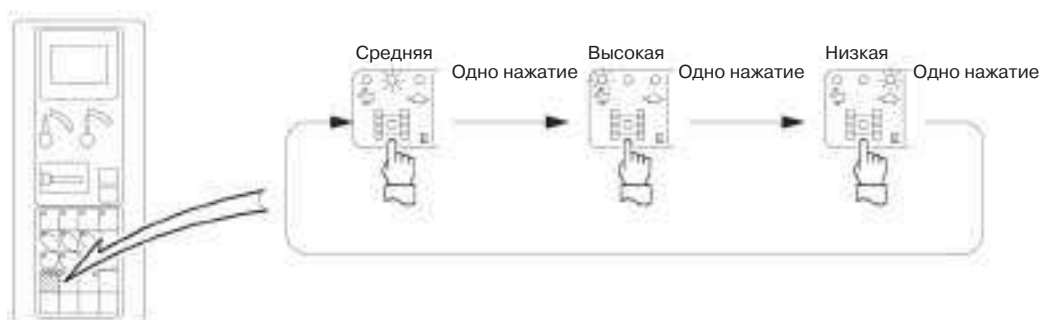 Средняя
Одно нажатие
Высокая
Одно нажатие
Низкая
Одно нажатие